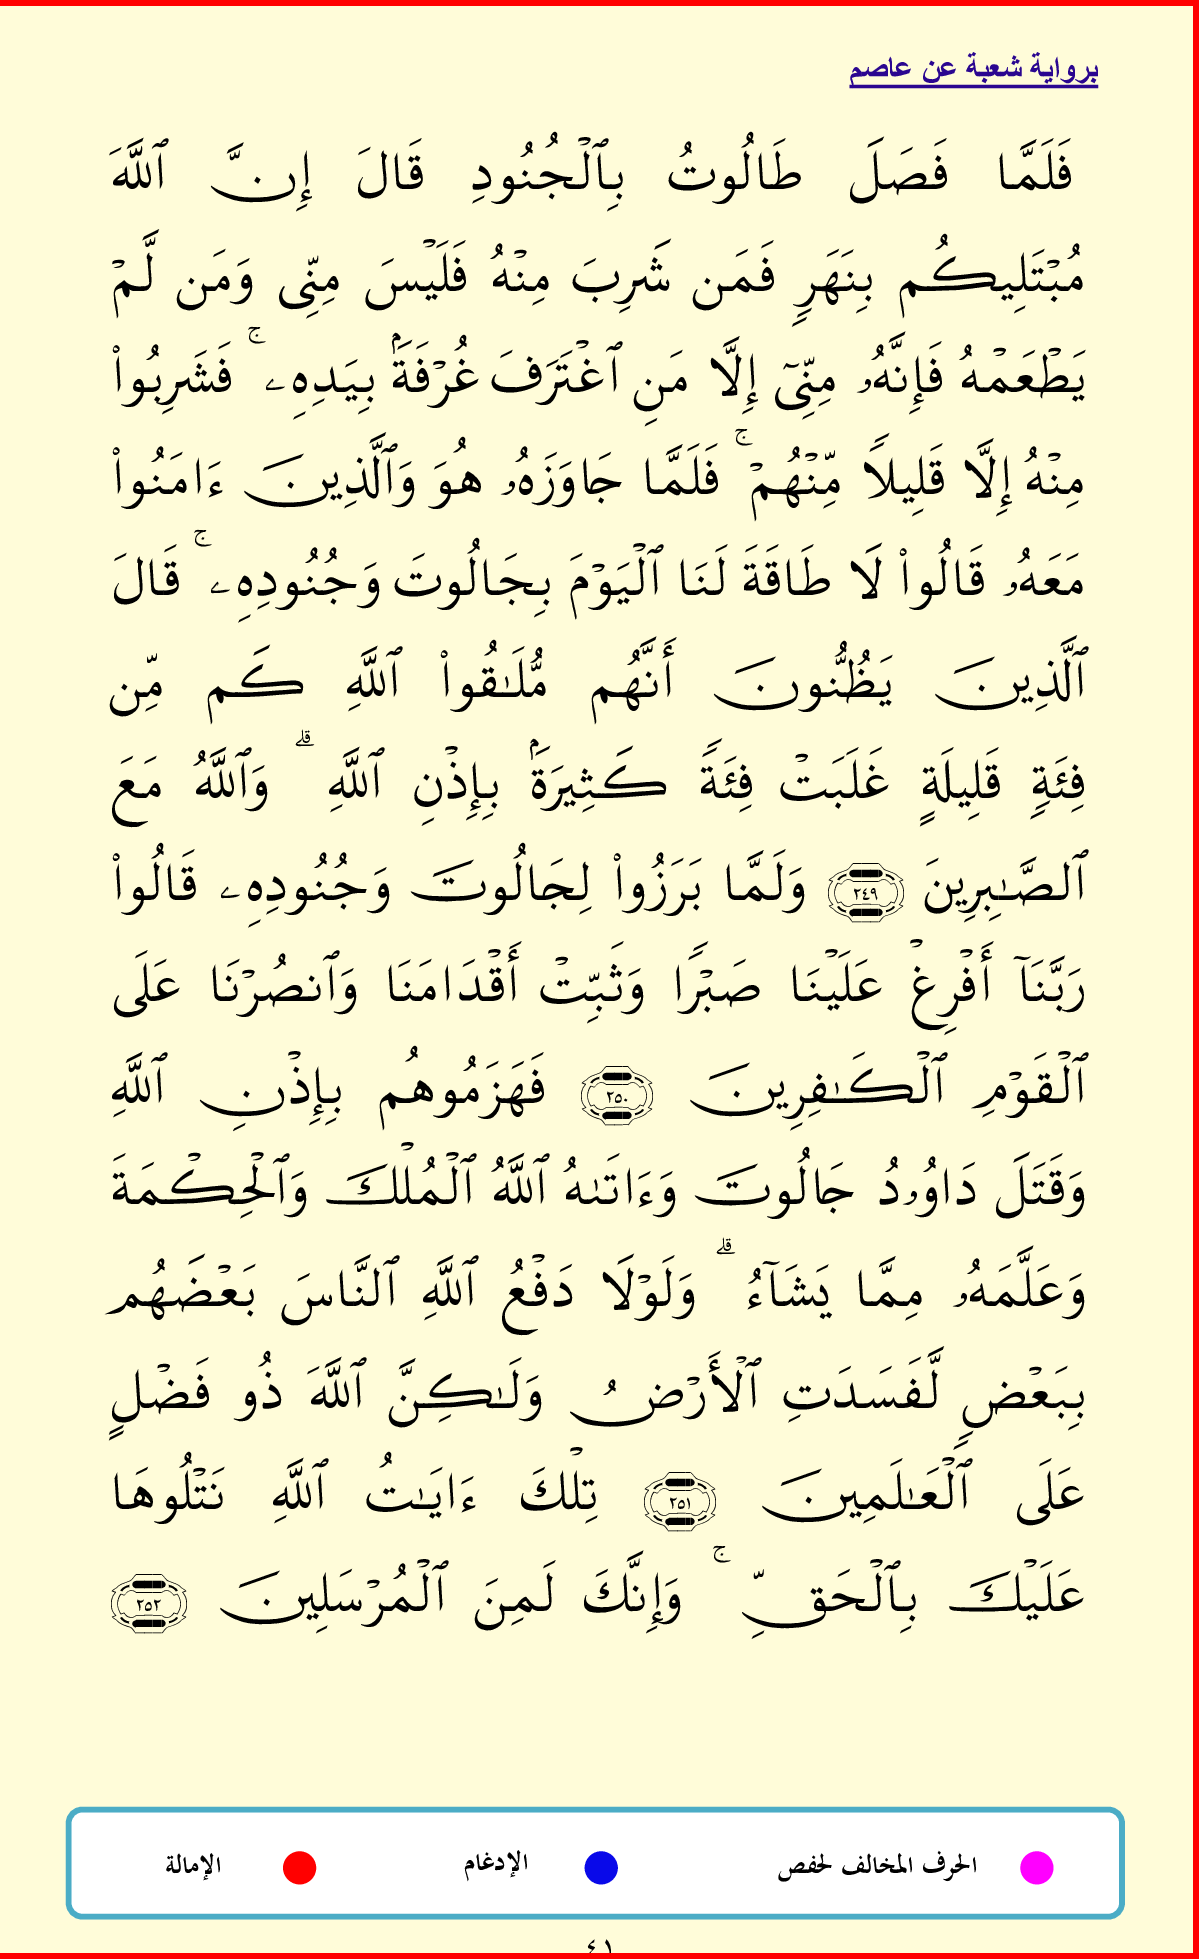 برواية شعبة عن عاصم
فَلَمَّا فَصَلَ طَالُوتُ بِٱلْجُنُودِ قَالَ إِنَّ ٱللَّهَ
مُبْتَلِيكُم بِنَهَرٍ فَمَن شَرِبَ مِنْهُ فَلَيْسَ مِنِّى وَمَن لَّمْ
يَطْعَمْهُ فَإِنَّهُۥ مِنِّىٓ إِلَّا مَنِ ٱغْتَرَفَ غُرْفَةَۢ بِيَدِهِۦ ۚ فَشَرِبُوا۟
مِنْهُ إِلَّا قَلِيلًا مِّنْهُمْ ۚ فَلَمَّا جَاوَزَهُۥ هُوَ وَٱلَّذِينَ ءَامَنُوا۟
مَعَهُۥ قَالُوا۟ لَا طَاقَةَ لَنَا ٱلْيَوْمَ بِجَالُوتَ وَجُنُودِهِۦ ۚ قَالَ
ٱلَّذِينَ يَظُنُّونَ أَنَّهُم مُّلَـٰقُوا۟ ٱللَّهِ كَم مِّن
فِئَةٍ قَلِيلَةٍ غَلَبَتْ فِئَةً كَثِيرَةَۢ بِإِذْنِ ٱللَّهِ ۗ وَٱللَّهُ مَعَ
ٱلصَّـٰبِرِينَ ٢٤٩ وَلَمَّا بَرَزُوا۟ لِجَالُوتَ وَجُنُودِهِۦ قَالُوا۟
رَبَّنَآ أَفْرِغْ عَلَيْنَا صَبْرًا وَثَبِّتْ أَقْدَامَنَا وَٱنصُرْنَا عَلَى
ٱلْقَوْمِ ٱلْكَـٰفِرِينَ ٢٥٠ فَهَزَمُوهُم بِإِذْنِ ٱللَّهِ
وَقَتَلَ دَاوُۥدُ جَالُوتَ وَءَاتَىٰهُ ٱللَّهُ ٱلْمُلْكَ وَٱلْحِكْمَةَ
وَعَلَّمَهُۥ مِمَّا يَشَآءُ ۗ وَلَوْلَا دَفْعُ ٱللَّهِ ٱلنَّاسَ بَعْضَهُم
بِبَعْضٍ لَّفَسَدَتِ ٱلْأَرْضُ وَلَـٰكِنَّ ٱللَّهَ ذُو فَضْلٍ
عَلَى ٱلْعَـٰلَمِينَ ٢٥١ تِلْكَ ءَايَـٰتُ ٱللَّهِ نَتْلُوهَا
عَلَيْكَ بِٱلْحَقِّ ۚ وَإِنَّكَ لَمِنَ ٱلْمُرْسَلِينَ ٢٥٢
الحرف المخالف لحفص الإدغام الإمالة
٤١